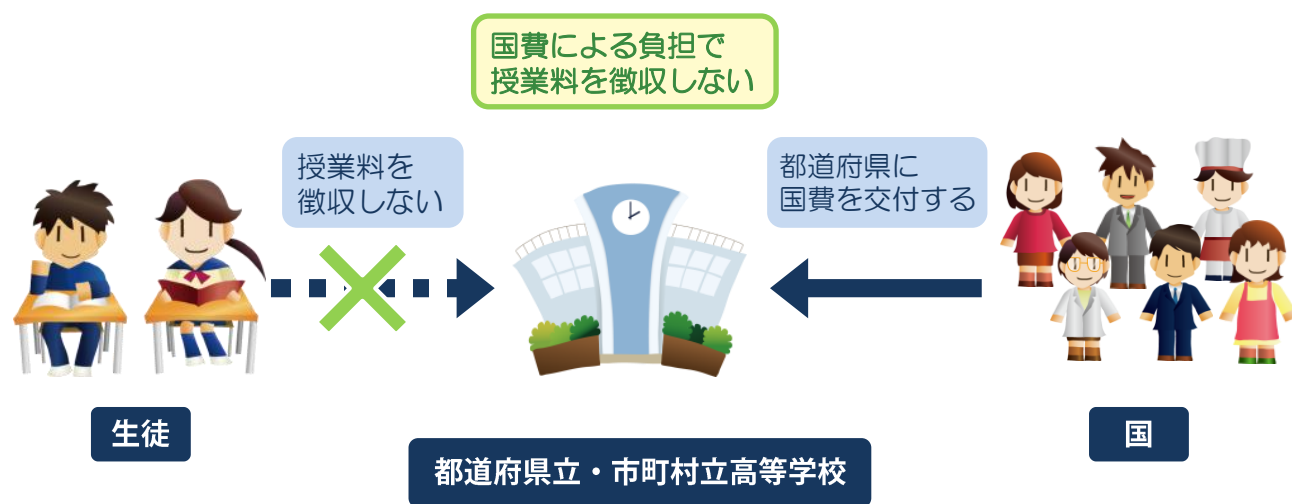 国費による負担で
授業料を徴収しない
授業料を
徴収しない
都道府県に
国費を交付する
生徒
国
都道府県立・市町村立高等学校